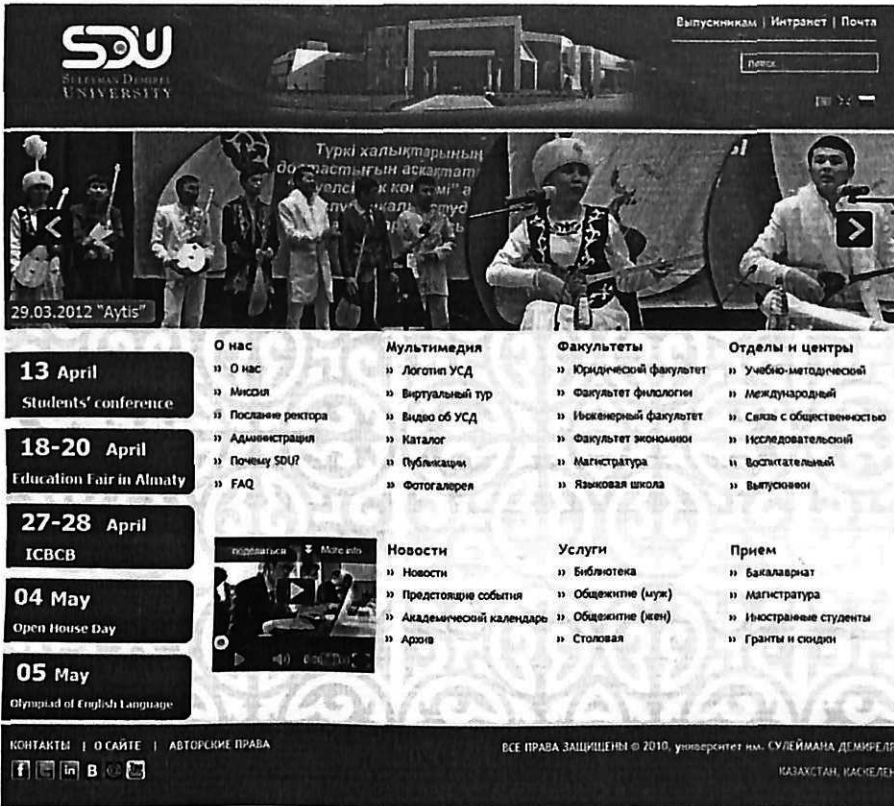 SDU
SULEYMAN DEMIREL
UNIVERSITY
Выпускникам | Интранет | Почта
поиск
Түркі халықтарының
29.03.2012 "Aytis"
13 April
Students' conference
18-20 April
Education Fair in Almaty
27-28 April
ICBCB
04 May
Open House Day
05 May
Olympiad of English Language
О нас
» О нас
» Миссия
» Послание ректора
» Администрация
» Почему SDU?
» FAQ
Мультимедия
» Логотип УСД
» Виртуальный тур
» Видео об УСД
» Каталог
» Публикации
» Фотогалерея
Факультеты
» Юридический факультет
» Факультет филологии
» Инженерный факультет
» Факультет экономики
» Магистратура
» Языковая школа
Отделы и центры
» Учебно-методический
» Международный
» Связь с общественностью
» Исследовательский
» Воспитательный
» Выпускники
поделиться More info
Новости
» Новости
» Предстоящие события
» Академический календарь
» Архив
Услуги
» Библиотека
» Общежитие (муж)
» Общежитие (жен)
» Столовая
Прием
» Бакалавриат
» Магистратура
» Иностранные студенты
» Гранты и скидки
КОНТАКТЫ | О САЙТЕ | АВТОРСКИЕ ПРАВА
ВСЕ ПРАВА ЗАЩИЩЕНЫ © 2010, университет им. СУЛЕЙМАНА ДЕМИРЕЛЯ
КАЗАХСТАН, КАСКЕЛЕН